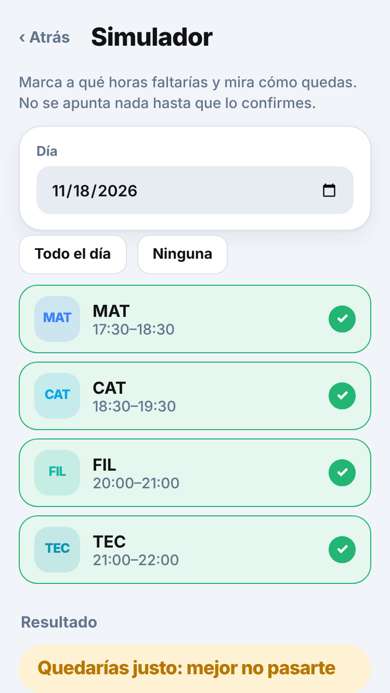 ‹ Atrás Simulador
Marca a qué horas faltarías y mira cómo quedas.
No se apunta nada hasta que lo confirmes.
Día
11/18/2026
Todo el día Ninguna
MAT MAT
17:30–18:30
CAT CAT
18:30–19:30
FIL FIL
20:00–21:00
TEC TEC
21:00–22:00
Resultado
Quedarías justo: mejor no pasarte